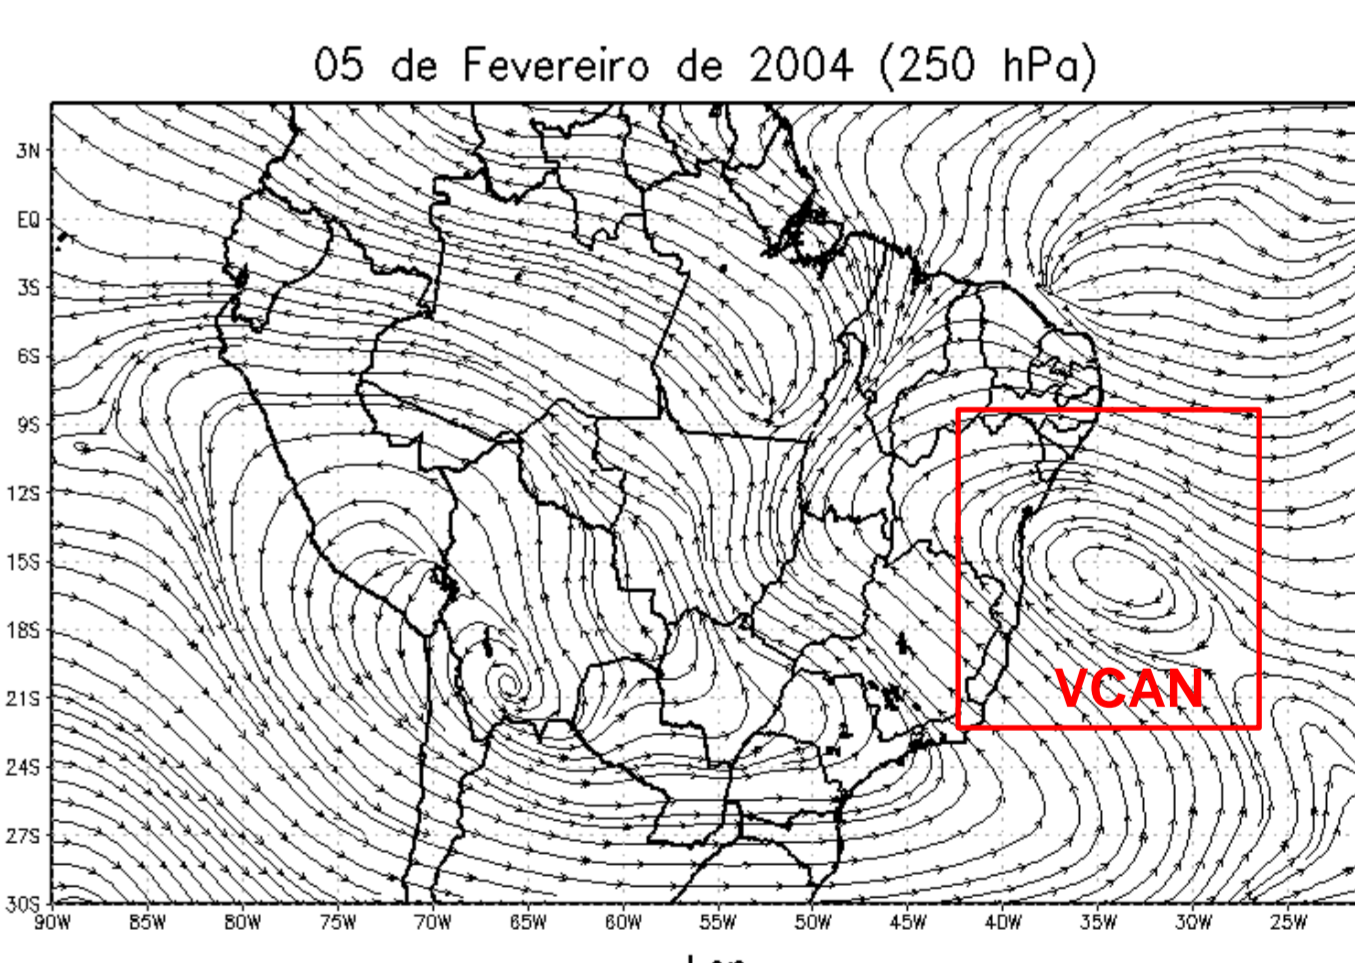 05 de Fevereiro de 2004 (250 hPa)
3N
EQ
3S
6S
9S
12S
15S
18S
21S
24S
27S
30S
VCAN
90W 85W 80W 75W 70W 65W 60W 55W 50W 45W 40W 35W 30W 25W